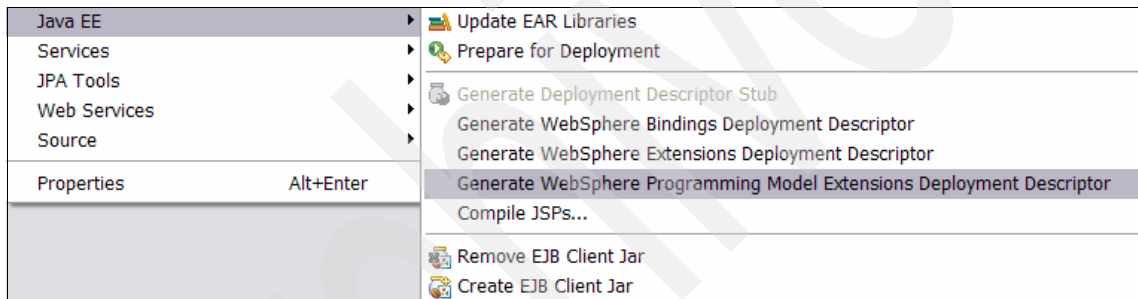 Java EE
Services
JPA Tools
Web Services
Source
Properties Alt+Enter
Update EAR Libraries
Prepare for Deployment
Generate Deployment Descriptor Stub
Generate WebSphere Bindings Deployment Descriptor
Generate WebSphere Extensions Deployment Descriptor
Generate WebSphere Programming Model Extensions Deployment Descriptor
Compile JSPs...
Remove EJB Client Jar
Create EJB Client Jar